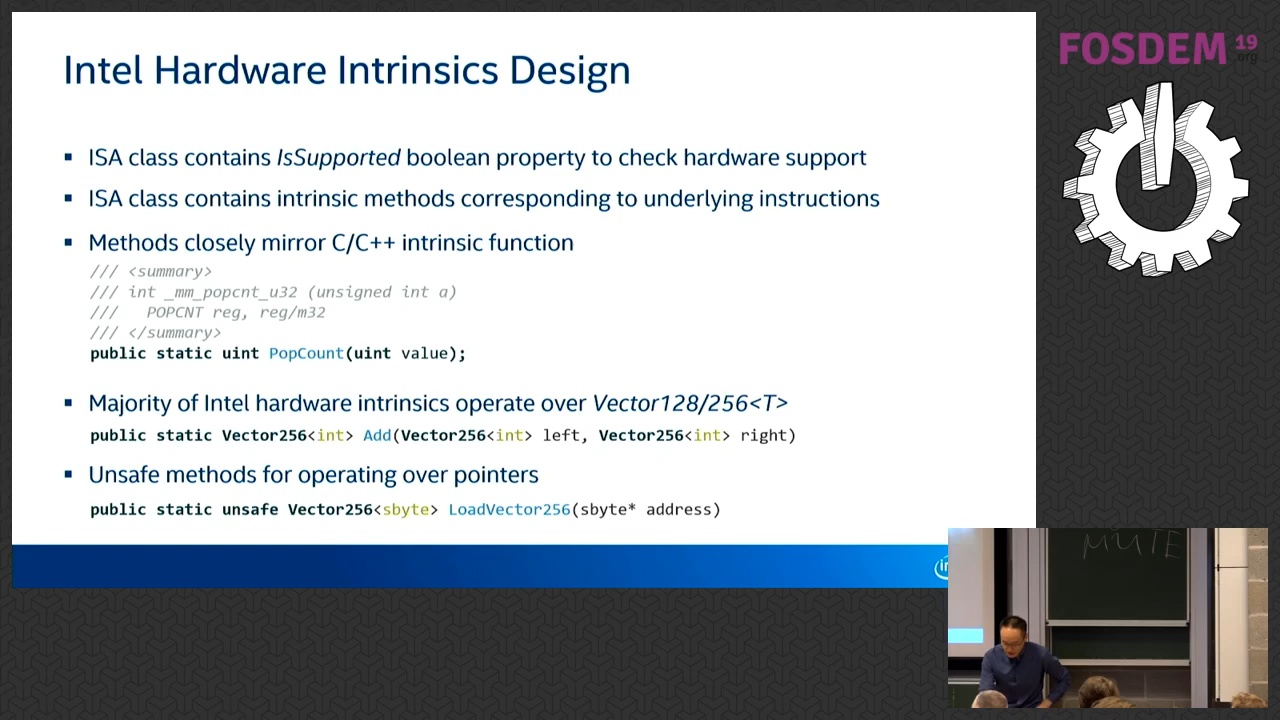 Intel Hardware Intrinsics Design
FOSDEM 19
.org
▪ ISA class contains IsSupported boolean property to check hardware support
▪ ISA class contains intrinsic methods corresponding to underlying instructions
▪ Methods closely mirror C/C++ intrinsic function
/// <summary>
/// int _mm_popcnt_u32 (unsigned int a)
///   POPCNT reg, reg/m32
/// </summary>
public static uint PopCount(uint value);
▪ Majority of Intel hardware intrinsics operate over Vector128/256<T>
public static Vector256<int> Add(Vector256<int> left, Vector256<int> right)
▪ Unsafe methods for operating over pointers
public static unsafe Vector256<sbyte> LoadVector256(sbyte* address)
MUTE